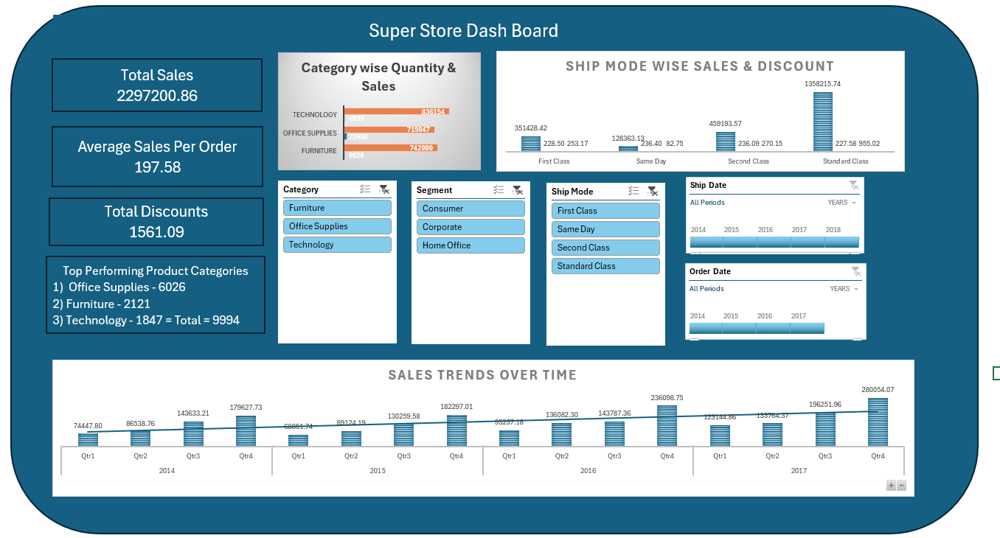 Super Store Dash Board
Total Sales
2297200.86
Average Sales Per Order
197.58
Total Discounts
1561.09
Top Performing Product Categories
1) Office Supplies - 6026
2) Furniture - 2121
3) Technology - 1847 = Total = 9994
Category wise Quantity &
Sales
TECHNOLOGY 836154
6939
OFFICE SUPPLIES 719047
22906
FURNITURE 742000
8028
SHIP MODE WISE SALES & DISCOUNT
351428.42 228.50 253.17
128363.13 236.40 82.75
459193.57 236.09 270.15
1358215.74 227.58 955.02
First Class Same Day Second Class Standard Class
Category
Furniture
Office Supplies
Technology
Segment
Consumer
Corporate
Home Office
Ship Mode
First Class
Same Day
Second Class
Standard Class
Ship Date
All Periods YEARS
2014 2015 2016 2017 2018
Order Date
All Periods YEARS
2014 2015 2016 2017
SALES TRENDS OVER TIME
74447.80 86538.76 143633.21 179627.73 68851.74 89124.19 130259.58 182297.01 93237.18 136082.30 143787.36 236098.75 123144.86 133764.37 196251.96 280054.07
Qtr1 Qtr2 Qtr3 Qtr4 Qtr1 Qtr2 Qtr3 Qtr4 Qtr1 Qtr2 Qtr3 Qtr4 Qtr1 Qtr2 Qtr3 Qtr4
2014 2015 2016 2017